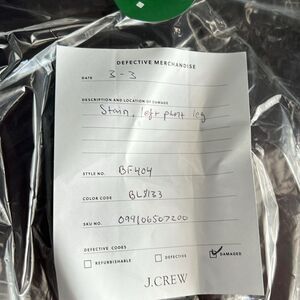 DEFECTIVE MERCHANDISE
DATE 3-3
DESCRIPTION AND LOCATION OF DAMAGE
Stain, left pant leg
STYLE NO. BF404
COLOR CODE BL8133
SKU NO. 099106507200
DEFECTIVE CODES
REFURBISHABLE DEFECTIVE DAMAGED
J.CREW